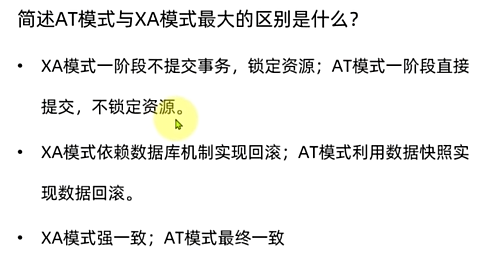 简述AT模式与XA模式最大的区别是什么？
• XA模式一阶段不提交事务，锁定资源；AT模式一阶段直接
提交，不锁定资源。
• XA模式依赖数据库机制实现回滚；AT模式利用数据快照实
现数据回滚。
• XA模式强一致；AT模式最终一致